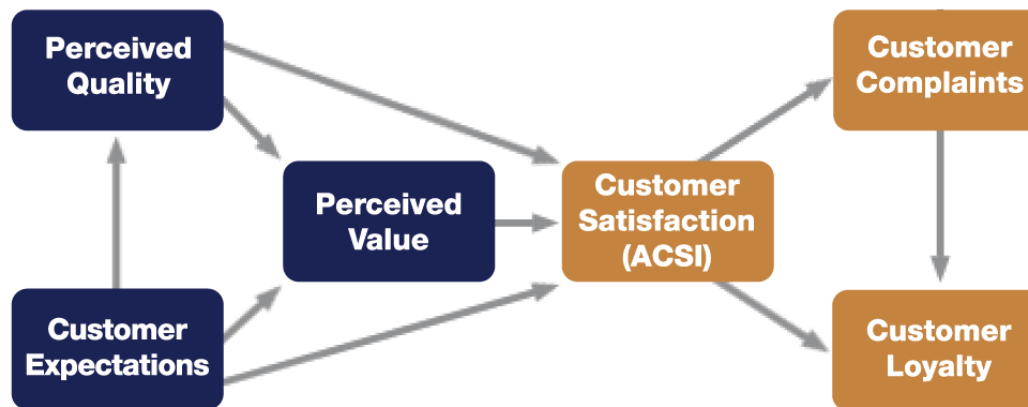 Perceived
Quality
Customer
Complaints
Perceived
Value
Customer
Satisfaction
(ACSI)
Customer
Expectations
Customer
Loyalty